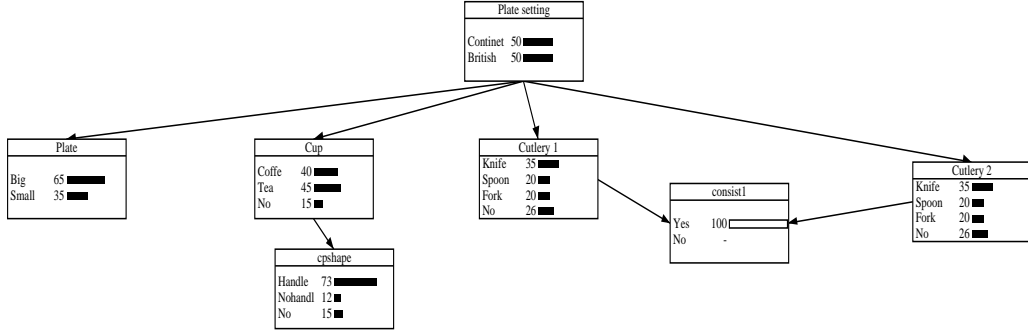 Plate setting
Continet 50
British 50
Plate
Big 65
Small 35
Cup
Coffe 40
Tea 45
No 15
Cutlery 1
Knife 35
Spoon 20
Fork 20
No 26
consist1
Yes 100
No -
Cutlery 2
Knife 35
Spoon 20
Fork 20
No 26
cpshape
Handle 73
Nohandl 12
No 15